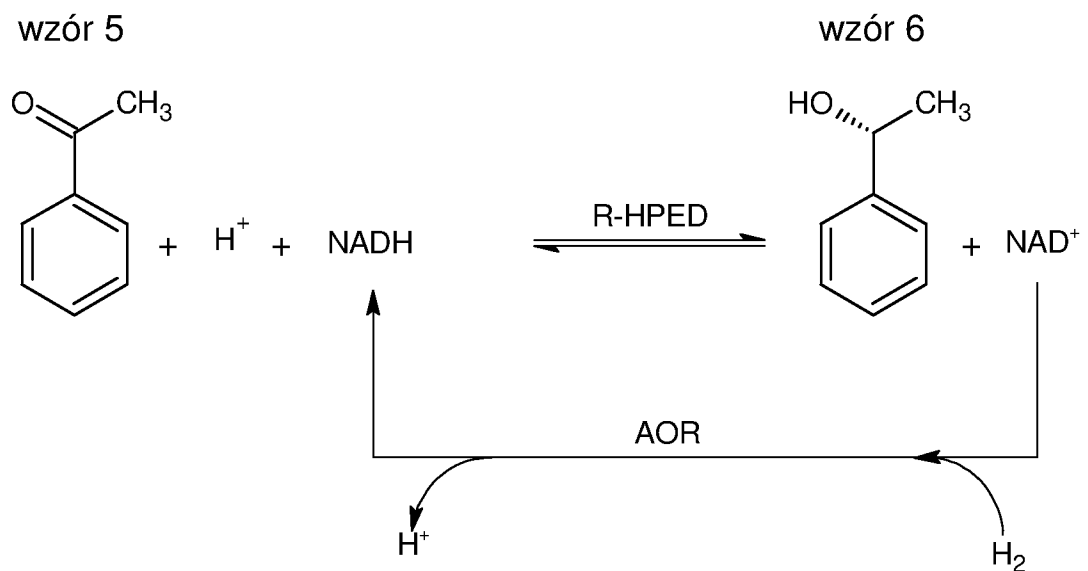 wzór 5
wzór 6
O CH₃
HO CH₃
R-HPED
+ H⁺ + NADH
+ NAD⁺
AOR
H⁺
H₂